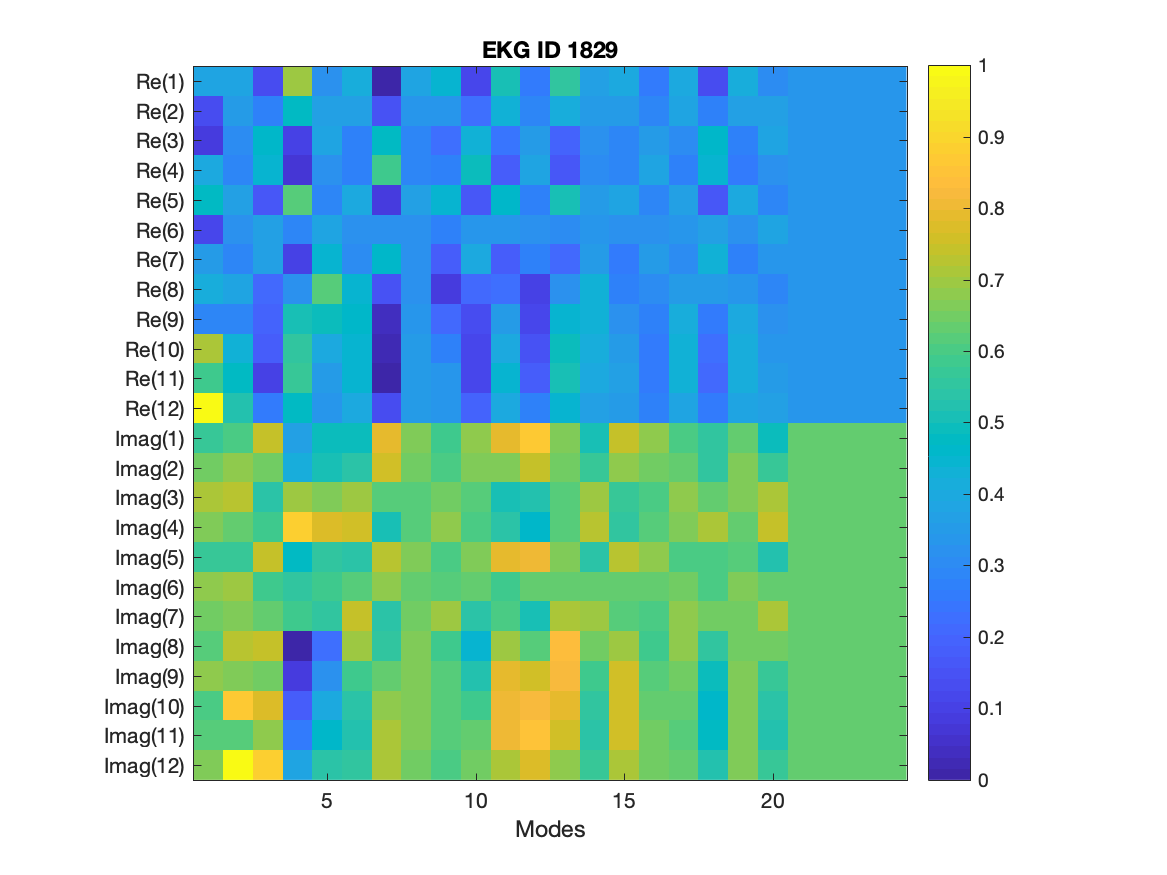 EKG ID 1829
Re(1)
Re(2)
Re(3)
Re(4)
Re(5)
Re(6)
Re(7)
Re(8)
Re(9)
Re(10)
Re(11)
Re(12)
Imag(1)
Imag(2)
Imag(3)
Imag(4)
Imag(5)
Imag(6)
Imag(7)
Imag(8)
Imag(9)
Imag(10)
Imag(11)
Imag(12)
5 10 15 20
Modes
1
0.9
0.8
0.7
0.6
0.5
0.4
0.3
0.2
0.1
0